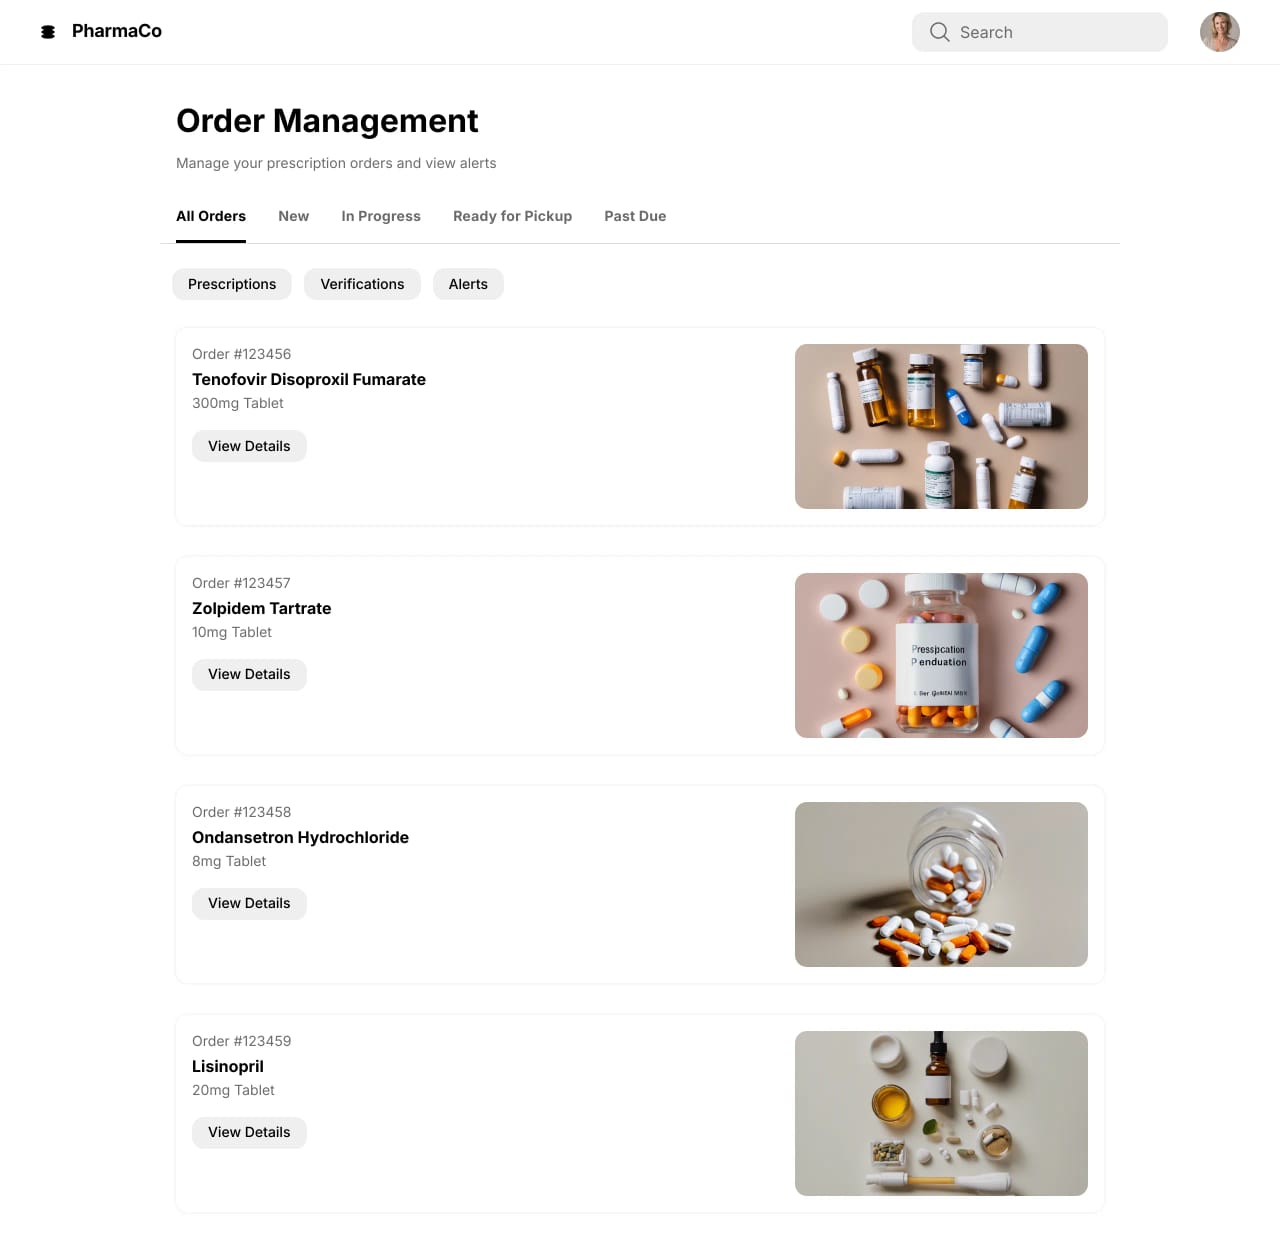 PharmaCo
Search
Order Management
Manage your prescription orders and view alerts
All Orders New In Progress Ready for Pickup Past Due
Prescriptions Verifications Alerts
Order #123456
Tenofovir Disoproxil Fumarate
300mg Tablet
View Details
Order #123457
Zolpidem Tartrate
10mg Tablet
View Details
Pressipcation
P enduation
Order #123458
Ondansetron Hydrochloride
8mg Tablet
View Details
Order #123459
Lisinopril
20mg Tablet
View Details